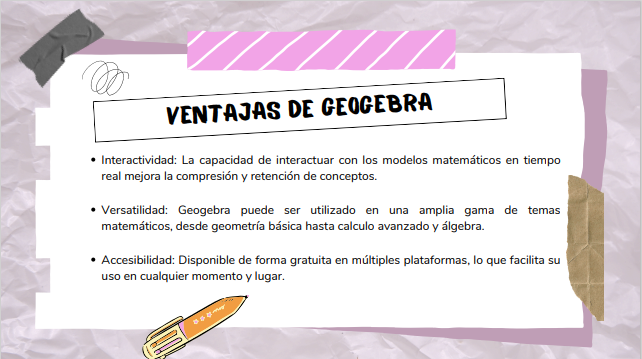 VENTAJAS DE GEOGEBRA
• Interactividad: La capacidad de interactuar con los modelos matemáticos en tiempo
real mejora la compresión y retención de conceptos.
• Versatilidad: Geogebra puede ser utilizado en una amplia gama de temas
matemáticos, desde geometría básica hasta calculo avanzado y álgebra.
• Accesibilidad: Disponible de forma gratuita en múltiples plataformas, lo que facilita su
uso en cualquier momento y lugar.